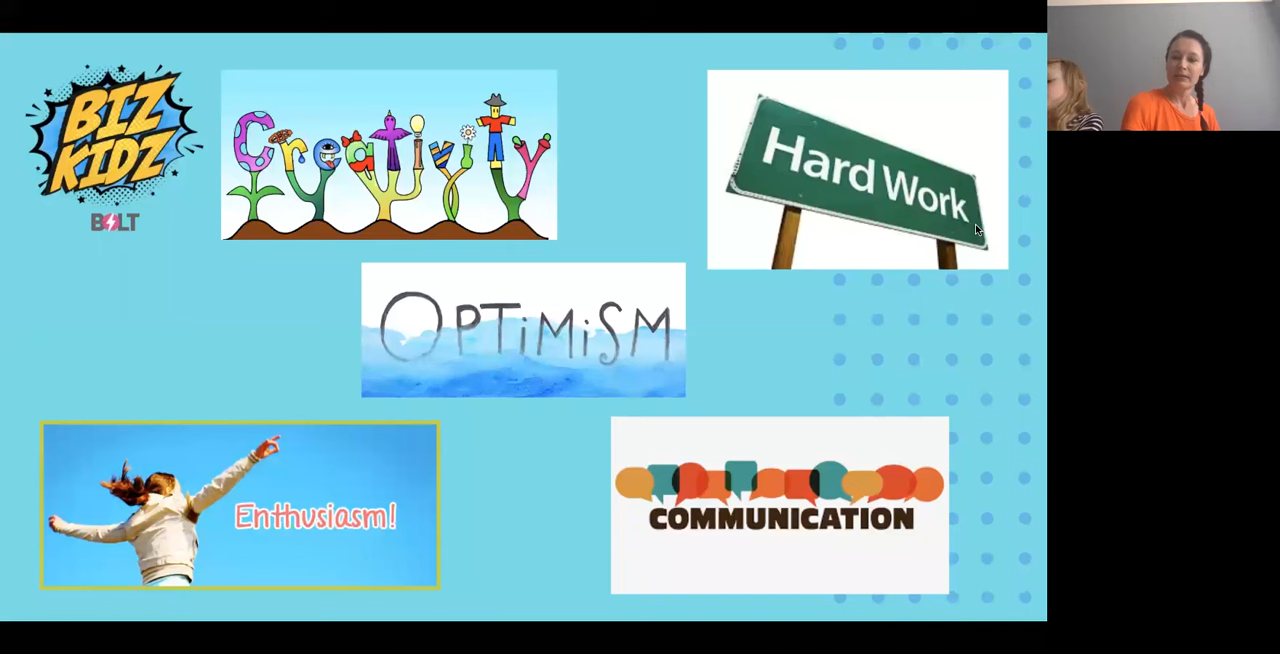 BIZ
KIDZ
BOLT
Creativity
Hard Work
OPTiMiSM
Enthusiasm!
COMMUNICATION